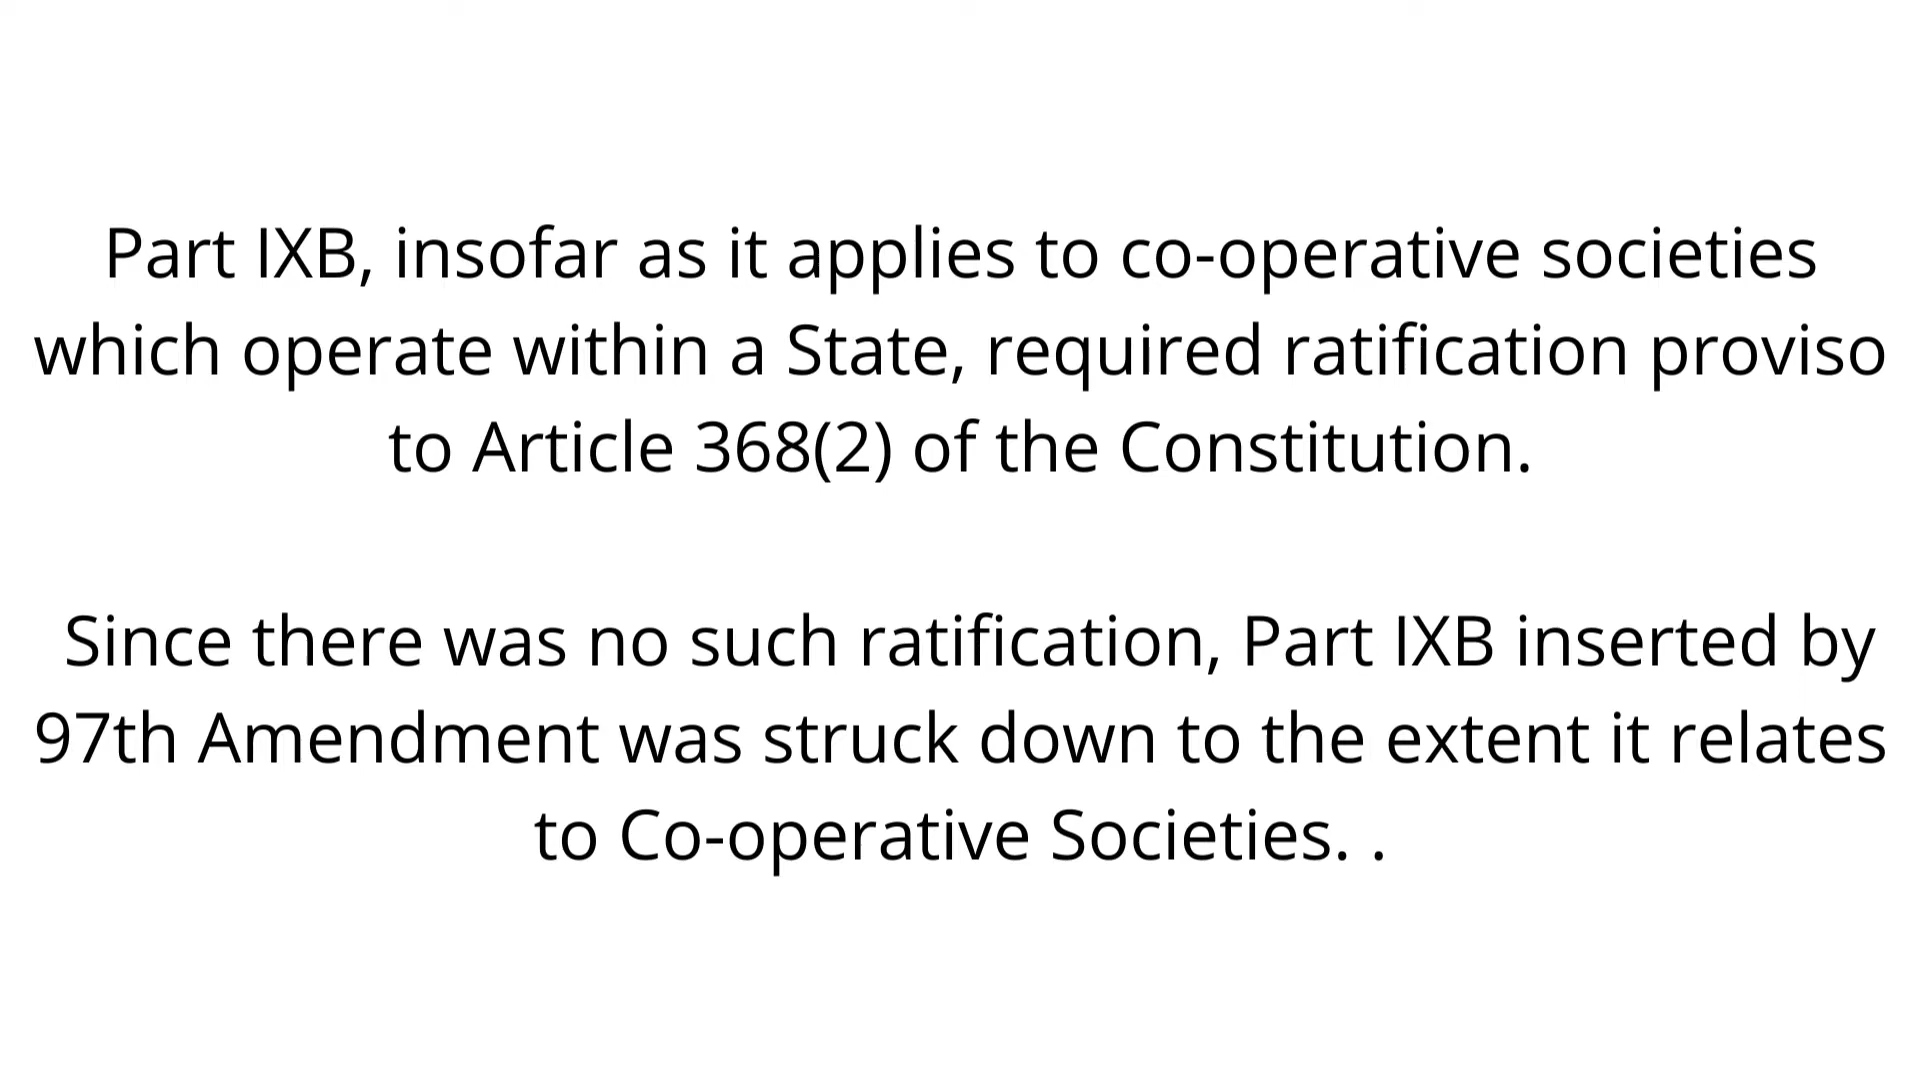 Part IXB, insofar as it applies to co-operative societies
which operate within a State, required ratification proviso
to Article 368(2) of the Constitution.
Since there was no such ratification, Part IXB inserted by
97th Amendment was struck down to the extent it relates
to Co-operative Societies. .